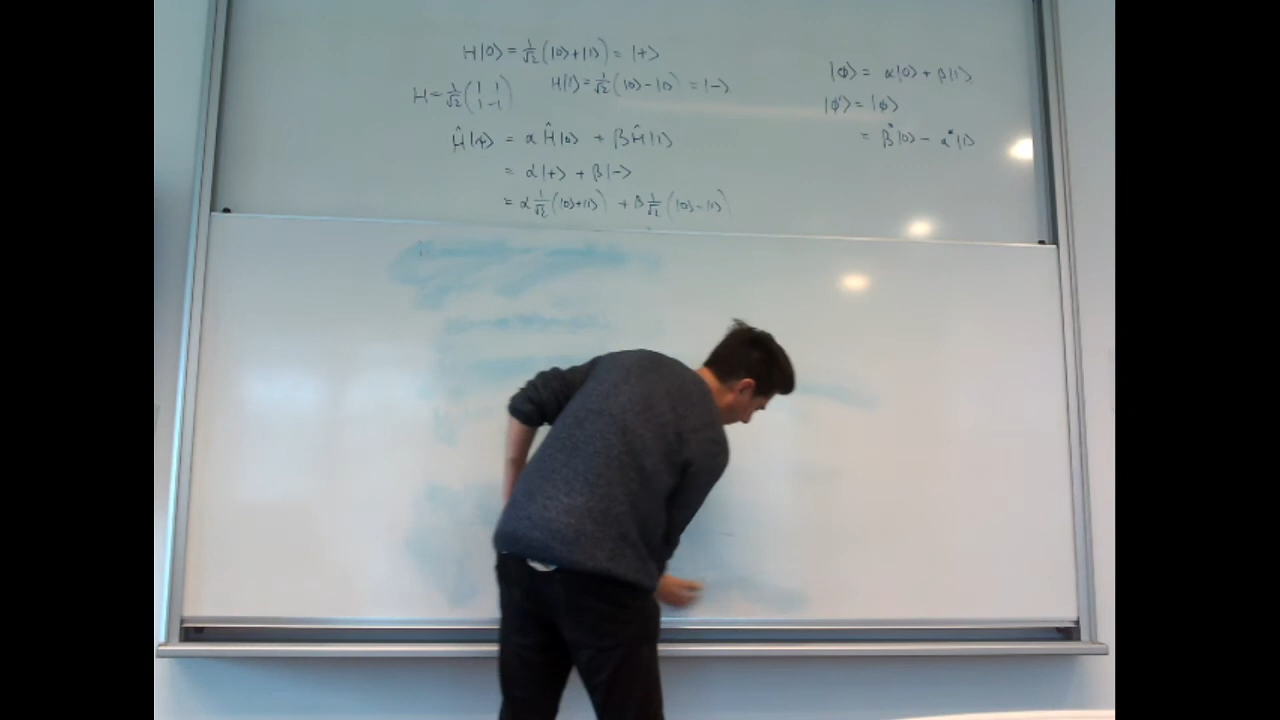 H|0> = 1/√2 (|0>+|1>) = |+>
H = 1/√2 (1 1
1 -1) H|1> = 1/√2 (|0> - |1>) = |->
Ĥ|φ> = α Ĥ|0> + β Ĥ|1>
= α|+> + β|->
= α 1/√2 (|0>+|1>) + β 1/√2 (|0>-|1>)
|φ> = α|0> + β|1>
|φ'> = |φ>
= β*|0> - α*|1>